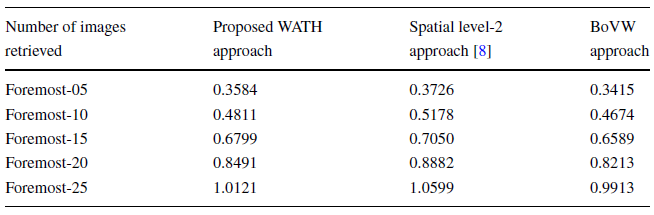 Number of images retrieved Proposed WATH approach Spatial level-2 approach [8] BoVW approach
Foremost-05 0.3584 0.3726 0.3415
Foremost-10 0.4811 0.5178 0.4674
Foremost-15 0.6799 0.7050 0.6589
Foremost-20 0.8491 0.8882 0.8213
Foremost-25 1.0121 1.0599 0.9913